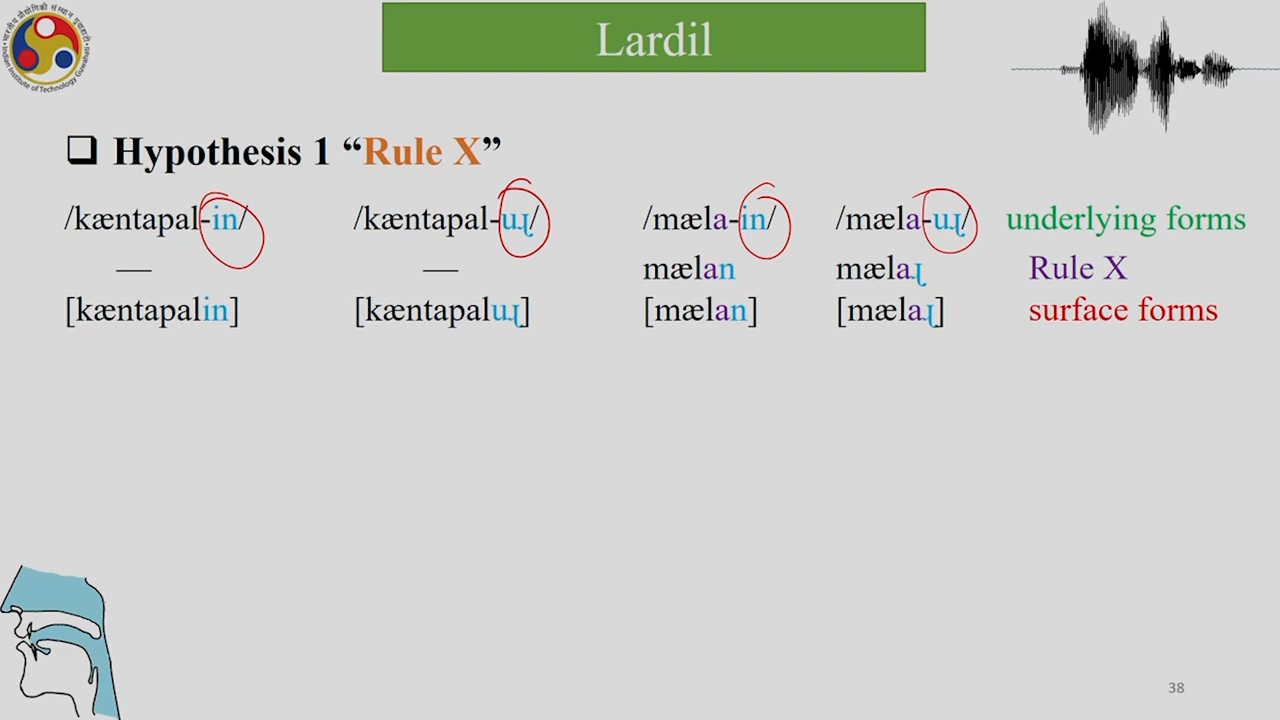 Lardil
Hypothesis 1 “Rule X”
/kæntapal-in/ /kæntapal-uɻ/ /mæla-in/ /mæla-uɻ/ underlying forms
— — mælan mælaɻ Rule X
[kæntapalin] [kæntapaluɻ] [mælan] [mælaɻ] surface forms
38